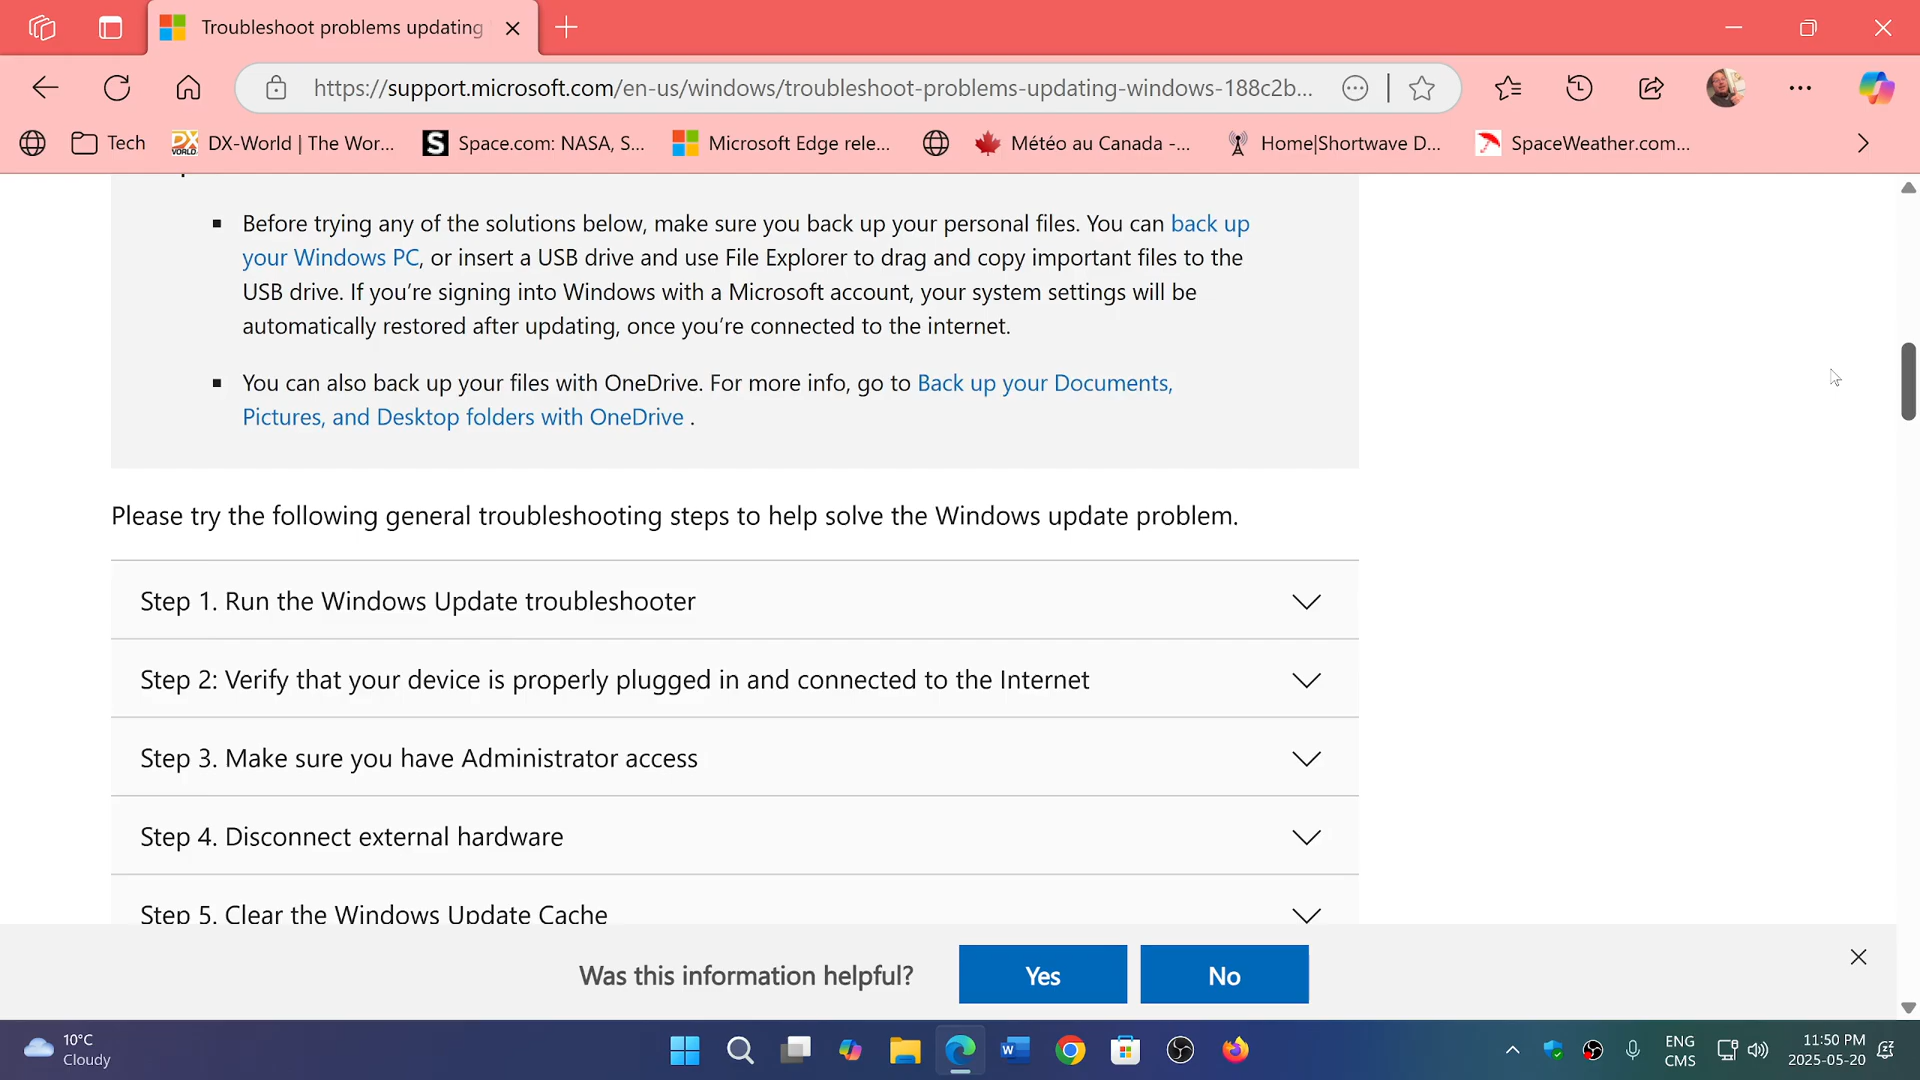 Troubleshoot problems updating
https://support.microsoft.com/en-us/windows/troubleshoot-problems-updating-windows-188c2b...
Tech
DX-World | The Wor...
Space.com: NASA, S...
Microsoft Edge rele...
Météo au Canada -...
Home|Shortwave D...
SpaceWeather.com...
▪ Before trying any of the solutions below, make sure you back up your personal files. You can back up
your Windows PC, or insert a USB drive and use File Explorer to drag and copy important files to the
USB drive. If you’re signing into Windows with a Microsoft account, your system settings will be
automatically restored after updating, once you’re connected to the internet.
▪ You can also back up your files with OneDrive. For more info, go to Back up your Documents,
Pictures, and Desktop folders with OneDrive .
Please try the following general troubleshooting steps to help solve the Windows update problem.
Step 1. Run the Windows Update troubleshooter
Step 2: Verify that your device is properly plugged in and connected to the Internet
Step 3. Make sure you have Administrator access
Step 4. Disconnect external hardware
Step 5. Clear the Windows Update Cache
Was this information helpful?
Yes
No
10°C
Cloudy
ENG
CMS
11:50 PM
2025-05-20